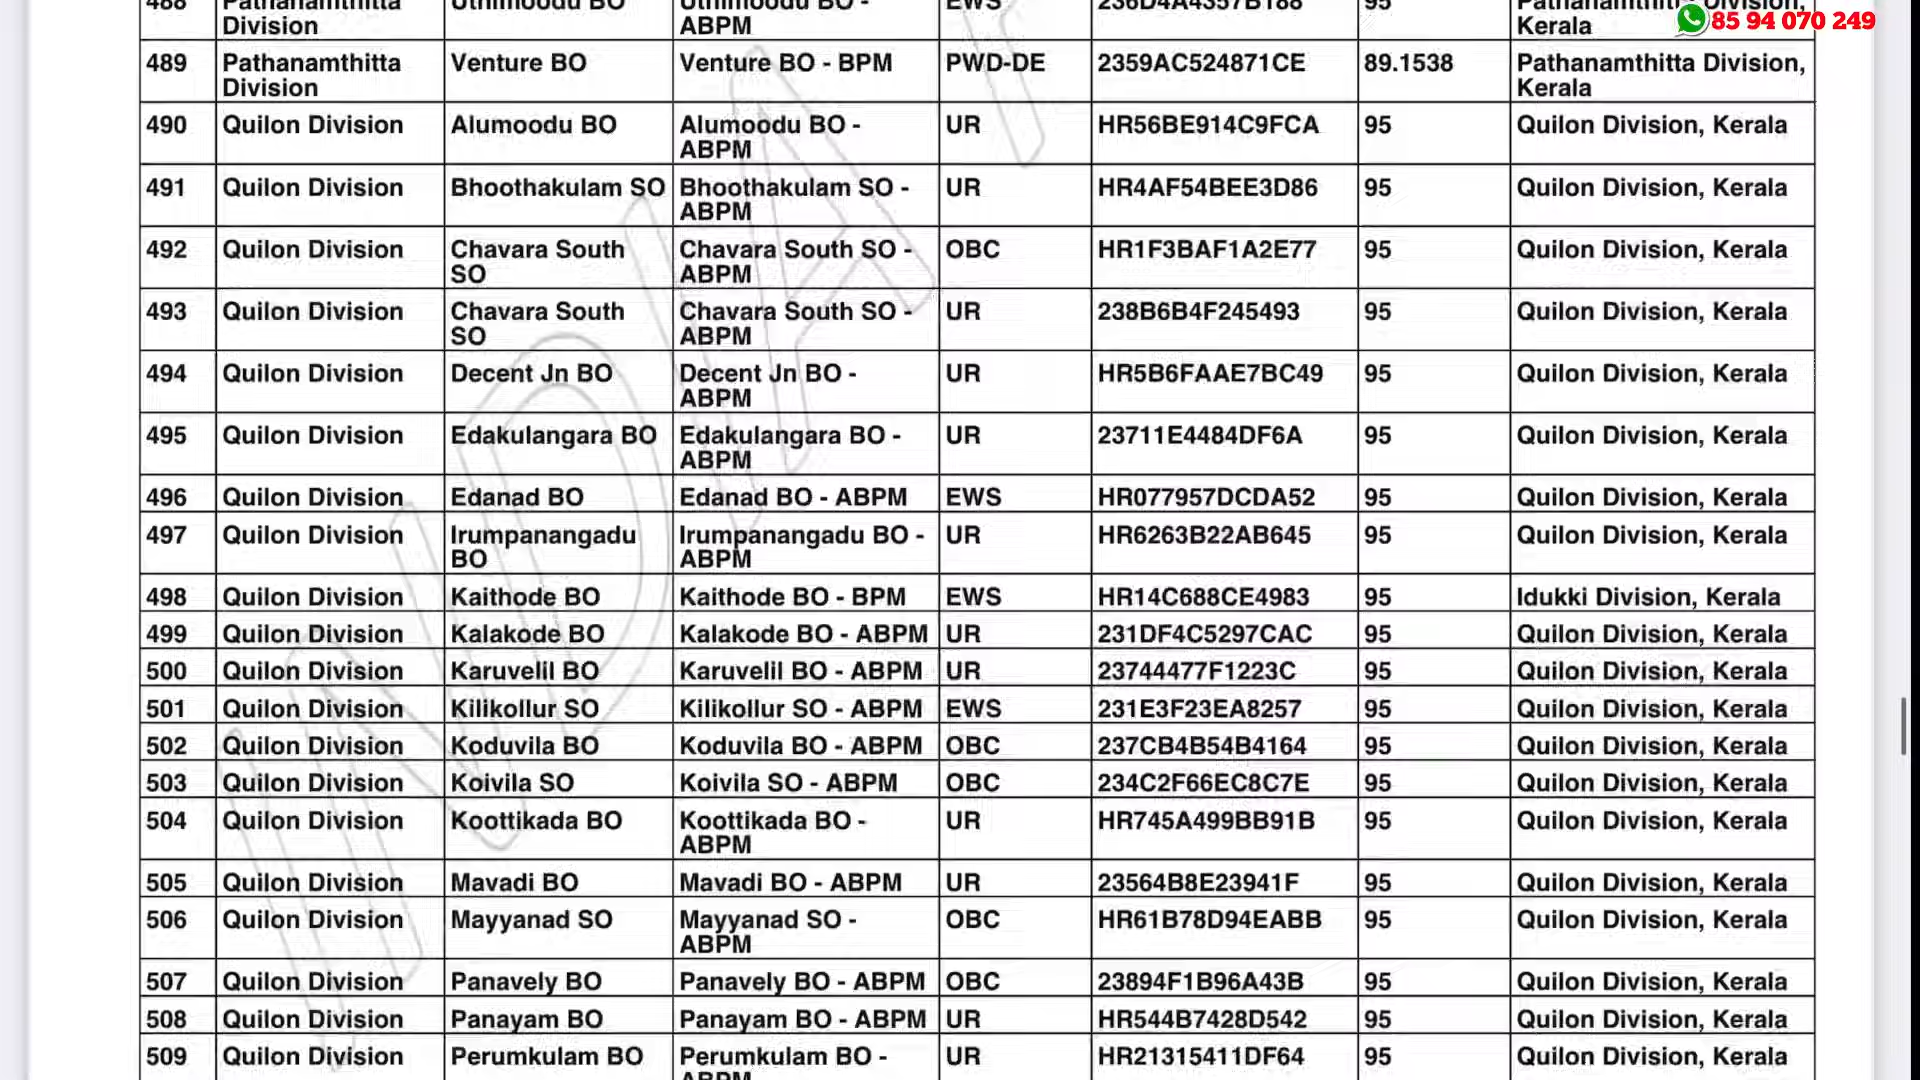 488 Pathanamthitta Uthimoodu BO Uthimoodu BO - EWS 236D4A4357B188 95 Pathanamthitta Division,
Division ABPM Kerala
85 94 070 249
489 Pathanamthitta Venture BO Venture BO - BPM PWD-DE 2359AC524871CE 89.1538 Pathanamthitta Division,
Division Kerala
490 Quilon Division Alumoodu BO Alumoodu BO - UR HR56BE914C9FCA 95 Quilon Division, Kerala
ABPM
491 Quilon Division Bhoothakulam SO Bhoothakulam SO - UR HR4AF54BEE3D86 95 Quilon Division, Kerala
ABPM
492 Quilon Division Chavara South Chavara South SO - OBC HR1F3BAF1A2E77 95 Quilon Division, Kerala
SO ABPM
493 Quilon Division Chavara South Chavara South SO - UR 238B6B4F245493 95 Quilon Division, Kerala
SO ABPM
494 Quilon Division Decent Jn BO Decent Jn BO - UR HR5B6FAAE7BC49 95 Quilon Division, Kerala
ABPM
495 Quilon Division Edakulangara BO Edakulangara BO - UR 23711E4484DF6A 95 Quilon Division, Kerala
ABPM
496 Quilon Division Edanad BO Edanad BO - ABPM EWS HR077957DCDA52 95 Quilon Division, Kerala
497 Quilon Division Irumpanangadu Irumpanangadu BO - UR HR6263B22AB645 95 Quilon Division, Kerala
BO ABPM
498 Quilon Division Kaithode BO Kaithode BO - BPM EWS HR14C688CE4983 95 Idukki Division, Kerala
499 Quilon Division Kalakode BO Kalakode BO - ABPM UR 231DF4C5297CAC 95 Quilon Division, Kerala
500 Quilon Division Karuvelil BO Karuvelil BO - ABPM UR 23744477F1223C 95 Quilon Division, Kerala
501 Quilon Division Kilikollur SO Kilikollur SO - ABPM EWS 231E3F23EA8257 95 Quilon Division, Kerala
502 Quilon Division Koduvila BO Koduvila BO - ABPM OBC 237CB4B54B4164 95 Quilon Division, Kerala
503 Quilon Division Koivila SO Koivila SO - ABPM OBC 234C2F66EC8C7E 95 Quilon Division, Kerala
504 Quilon Division Koottikada BO Koottikada BO - UR HR745A499BB91B 95 Quilon Division, Kerala
ABPM
505 Quilon Division Mavadi BO Mavadi BO - ABPM UR 23564B8E23941F 95 Quilon Division, Kerala
506 Quilon Division Mayyanad SO Mayyanad SO - OBC HR61B78D94EABB 95 Quilon Division, Kerala
ABPM
507 Quilon Division Panavely BO Panavely BO - ABPM OBC 23894F1B96A43B 95 Quilon Division, Kerala
508 Quilon Division Panayam BO Panayam BO - ABPM UR HR544B7428D542 95 Quilon Division, Kerala
509 Quilon Division Perumkulam BO Perumkulam BO - UR HR21315411DF64 95 Quilon Division, Kerala
ABPM
INDIA